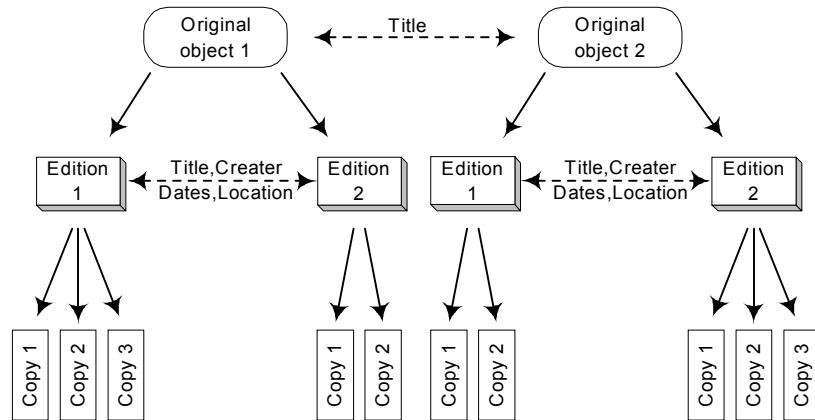 Original
object 1
Title
Original
object 2
Edition
1
Title,Creater
Dates,Location
Edition
2
Edition
1
Title,Creater
Dates,Location
Edition
2
Copy 1
Copy 2
Copy 3
Copy 1
Copy 2
Copy 1
Copy 2
Copy 1
Copy 2
Copy 3